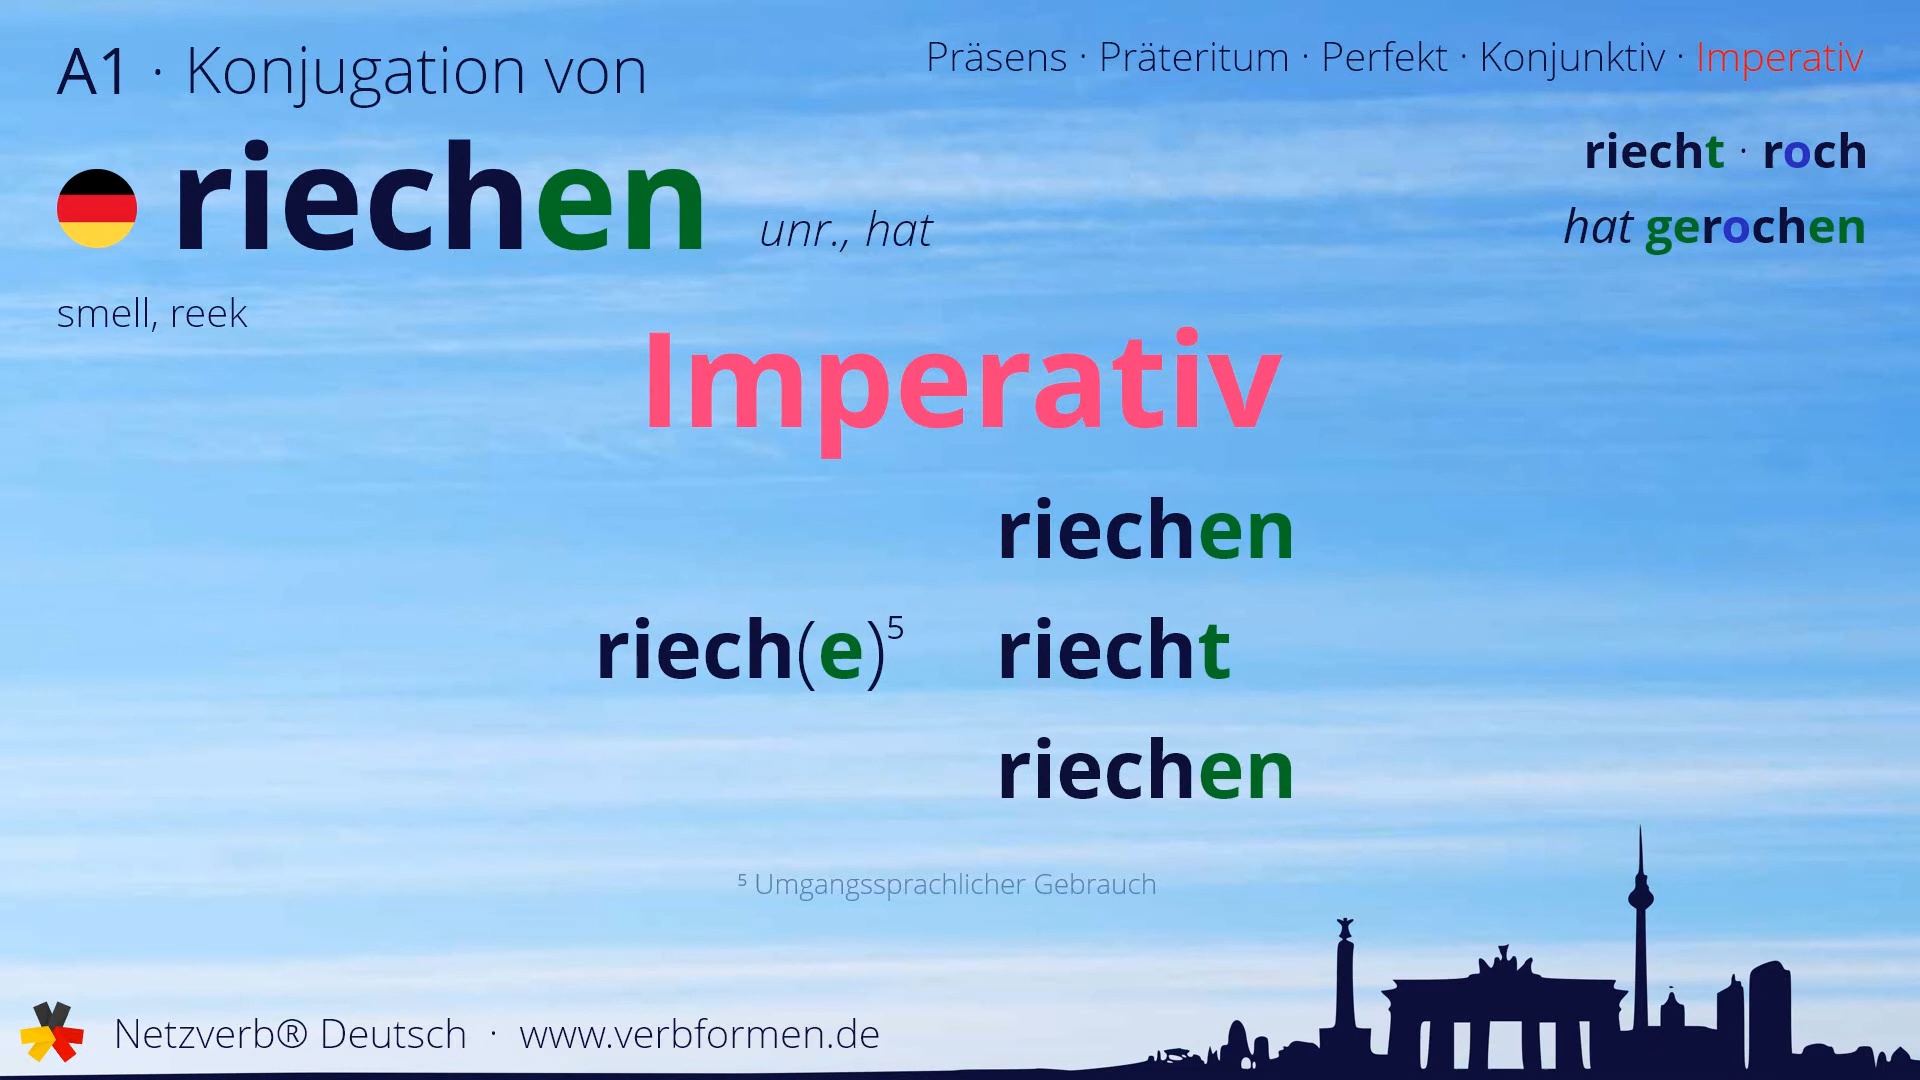 A1 · Konjugation von
Präsens · Präteritum · Perfekt · Konjunktiv · Imperativ
riechen unr., hat
riecht · roch
hat gerochen
smell, reek
Imperativ
riechen
riech(e)⁵ riecht
riechen
⁵ Umgangssprachlicher Gebrauch
Netzverb® Deutsch · www.verbformen.de